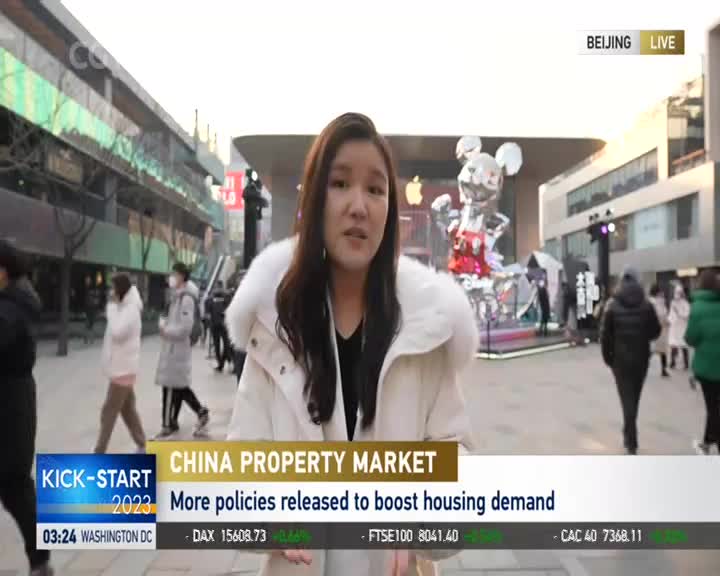 BEIJING LIVE
CHINA PROPERTY MARKET
KICK-START
2023
More policies released to boost housing demand
03:24 WASHINGTON DC
- DAX 15608.73 +0.66% - FTSE100 8041.40 - CAC 40 7368.11